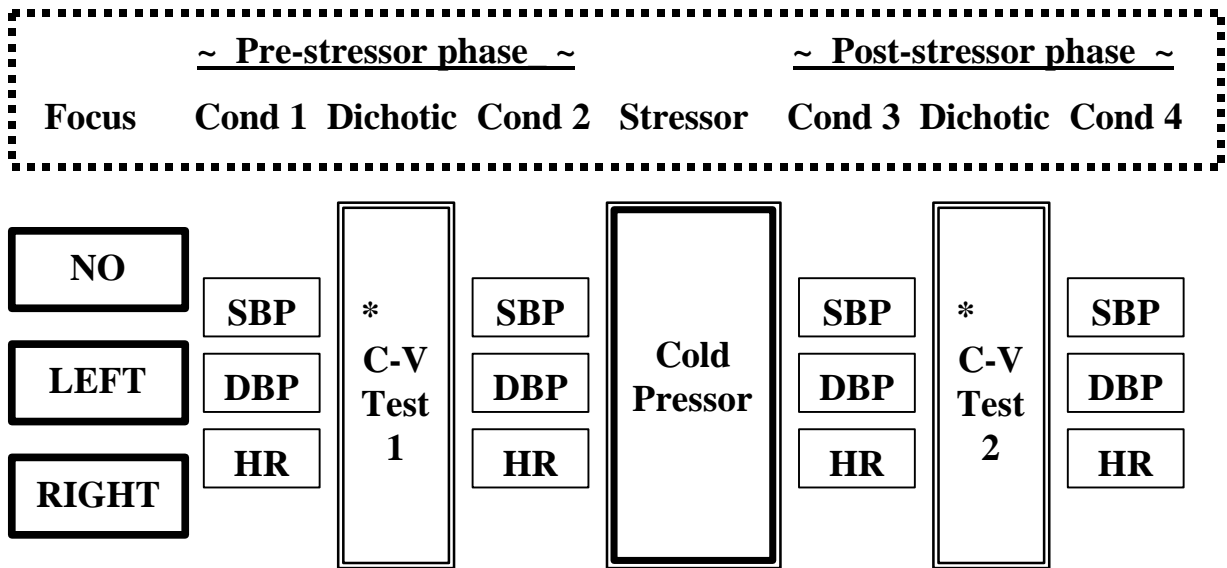 ~ Pre-stressor phase_ ~ ~ Post-stressor phase ~
Focus Cond 1 Dichotic Cond 2 Stressor Cond 3 Dichotic Cond 4
NO
LEFT
RIGHT
SBP
DBP
HR
*
C-V
Test
1
SBP
DBP
HR
Cold
Pressor
SBP
DBP
HR
*
C-V
Test
2
SBP
DBP
HR